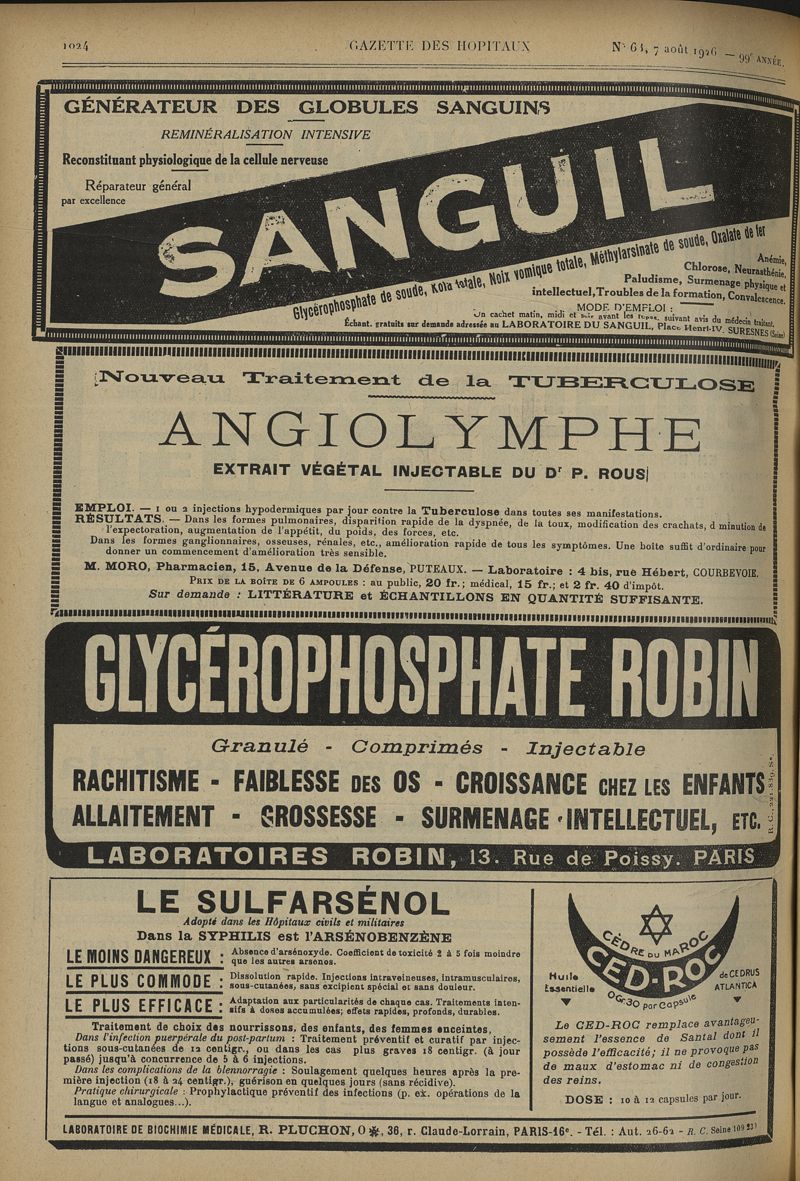 1024 GAZETTE DES HOPITAUX N° 61, 7 août 1926 — 99e ANNÉE.
GÉNÉRATEUR DES GLOBULES SANGUINS
REMINÉRALISATION INTENSIVE
Reconstituant physiologique de la cellule nerveuse
Réparateur général
par excellence
SANGUIL
Glycérophosphate de soude, Kola totale, Noix vomique totale, Méthylarsinate de soude, Oxalate de fer
Anémie,
Chlorose, Neurasthénie,
Paludisme, Surmenage physique et
intellectuel, Troubles de la formation, Convalescence.
MODE D'EMPLOI :
Un cachet matin, midi et soir avant les repas, suivant avis du médecin traitant.
Échant. gratuits sur demande adressée au LABORATOIRE DU SANGUIL, Place Henri-IV. SURESNES (Seine)
Nouveau Traitement de la TUBERCULOSE
ANGIOLYMPHE
EXTRAIT VÉGÉTAL INJECTABLE DU Dr P. ROUS
EMPLOI. — 1 ou 2 injections hypodermiques par jour contre la Tuberculose dans toutes ses manifestations.
RÉSULTATS. — Dans les formes pulmonaires, disparition rapide de la dyspnée, de la toux, modification des crachats, d minution de
l'expectoration, augmentation de l'appétit, du poids, des forces, etc.
Dans les formes ganglionnaires, osseuses, rénales, etc., amélioration rapide de tous les symptômes. Une boite suffit d'ordinaire pour
donner un commencement d'amélioration très sensible.
M. MORO, Pharmacien, 15, Avenue de la Défense, PUTEAUX. — Laboratoire : 4 bis, rue Hébert, COURBEVOIE.
PRIX DE LA BOÎTE DE 6 AMPOULES : au public, 20 fr.; médical, 15 fr.; et 2 fr. 40 d'impôt.
Sur demande : LITTÉRATURE et ÉCHANTILLONS EN QUANTITÉ SUFFISANTE.
GLYCÉROPHOSPHATE ROBIN
Granulé - Comprimés - Injectable
RACHITISME - FAIBLESSE DES OS - CROISSANCE CHEZ LES ENFANTS
ALLAITEMENT - GROSSESSE - SURMENAGE INTELLECTUEL, ETC.
LABORATOIRES ROBIN, 13. Rue de Poissy. PARIS
LE SULFARSÉNOL
Adopté dans les Hôpitaux civils et militaires
Dans la SYPHILIS est l'ARSÉNOBENZÈNE
LE MOINS DANGEREUX : Absence d'arsénoxyde. Coefficient de toxicité 2 à 5 fois moindre
que les autres arsenos.
LE PLUS COMMODE : Dissolution rapide. Injections intraveineuses, intramusculaires,
sous-cutanées, sans excipient spécial et sans douleur.
LE PLUS EFFICACE : Adaptation aux particularités de chaque cas. Traitements inten-
sifs à doses accumulées; effets rapides, profonds, durables.
Traitement de choix des nourrissons, des enfants, des femmes enceintes.
Dans l'infection puerpérale du post-partum : Traitement préventif et curatif par injec-
tions sous-cutanées de 12 centigr., ou dans les cas plus graves 18 centigr. (à jour
passé) jusqu'à concurrence de 5 à 6 injections.
Dans les complications de la blennorragie : Soulagement quelques heures après la pre-
mière injection (18 à 24 centigr.), guérison en quelques jours (sans récidive).
Pratique chirurgicale : Prophylactique préventif des infections (p. ex. opérations de la
langue et analogues...).
CÈDRE DU MAROC
CED-ROC
Huile
Essentielle
de CEDRUS
ATLANTICA
0Gr30 par Capsule
Le CED-ROC remplace avantageu-
sement l'essence de Santal dont il
possède l'efficacité; il ne provoque pas
de maux d'estomac ni de congestion
des reins.
DOSE : 10 à 12 capsules par jour.
LABORATOIRE DE BIOCHIMIE MÉDICALE, R. PLUCHON, O ✻, 36, r. Claude-Lorrain, PARIS-16e. - Tél. : Aut. 26-62 - R. C. Seine